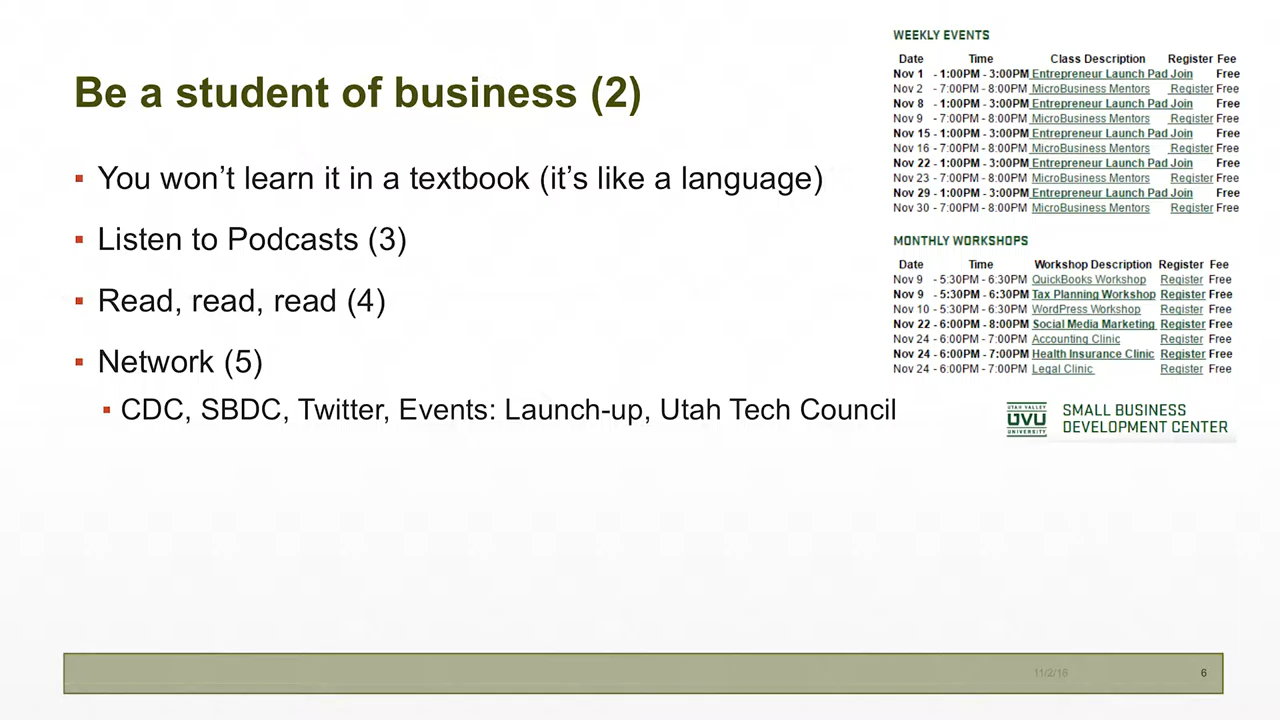 Be a student of business (2)
▪ You won’t learn it in a textbook (it’s like a language)
▪ Listen to Podcasts (3)
▪ Read, read, read (4)
▪ Network (5)
▪ CDC, SBDC, Twitter, Events: Launch-up, Utah Tech Council
WEEKLY EVENTS
Date Time Class Description Register Fee
Nov 1 - 1:00PM - 3:00PM Entrepreneur Launch Pad Join Free
Nov 2 - 7:00PM - 8:00PM MicroBusiness Mentors Register Free
Nov 8 - 1:00PM - 3:00PM Entrepreneur Launch Pad Join Free
Nov 9 - 7:00PM - 8:00PM MicroBusiness Mentors Register Free
Nov 15 - 1:00PM - 3:00PM Entrepreneur Launch Pad Join Free
Nov 16 - 7:00PM - 8:00PM MicroBusiness Mentors Register Free
Nov 22 - 1:00PM - 3:00PM Entrepreneur Launch Pad Join Free
Nov 23 - 7:00PM - 8:00PM MicroBusiness Mentors Register Free
Nov 29 - 1:00PM - 3:00PM Entrepreneur Launch Pad Join Free
Nov 30 - 7:00PM - 8:00PM MicroBusiness Mentors Register Free
MONTHLY WORKSHOPS
Date Time Workshop Description Register Fee
Nov 9 - 5:30PM - 6:30PM QuickBooks Workshop Register Free
Nov 9 - 5:30PM - 6:30PM Tax Planning Workshop Register Free
Nov 10 - 5:30PM - 6:30PM WordPress Workshop Register Free
Nov 22 - 6:00PM - 8:00PM Social Media Marketing Register Free
Nov 24 - 6:00PM - 7:00PM Accounting Clinic Register Free
Nov 24 - 6:00PM - 7:00PM Health Insurance Clinic Register Free
Nov 24 - 6:00PM - 7:00PM Legal Clinic Register Free
UTAH VALLEY
UVU
UNIVERSITY
SMALL BUSINESS
DEVELOPMENT CENTER
11/2/16
6